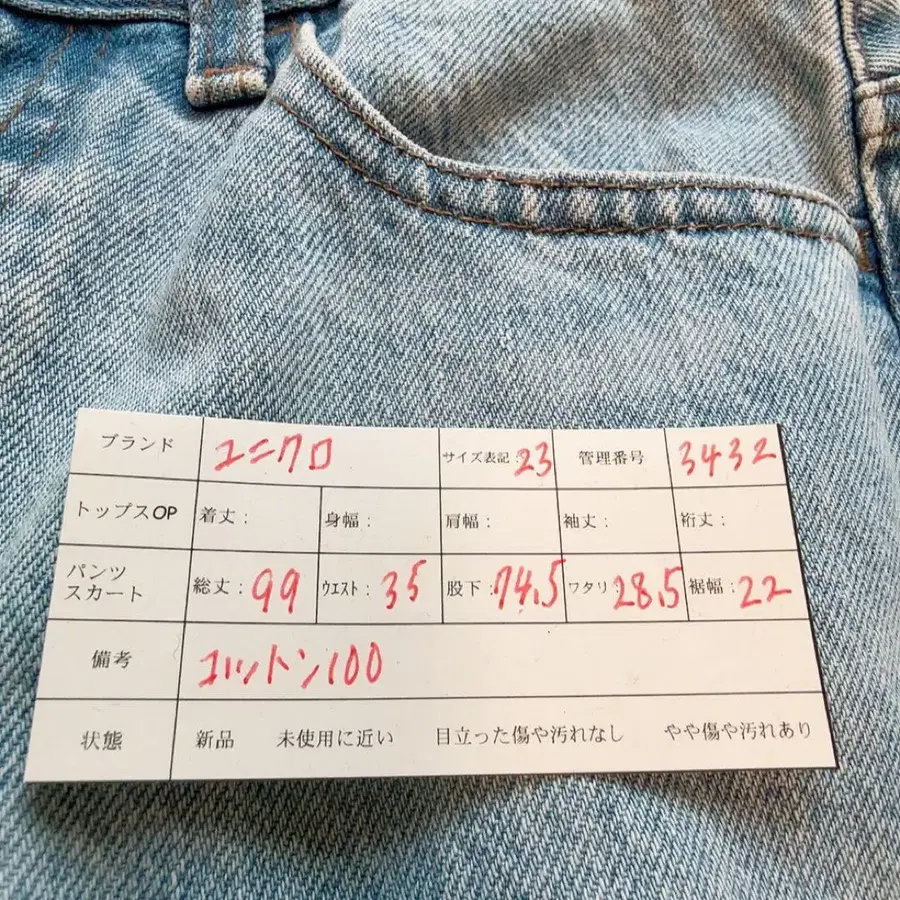 ブランド ユニクロ サイズ表記:23 管理番号 3432
トップスOP 着丈: 身幅: 肩幅: 袖丈: 裄丈:
パンツ
スカート 総丈:99 ウエスト:35 股下:74.5 ワタリ:28.5 裾幅:22
備考 コットン100
状態 新品 未使用に近い 目立った傷や汚れなし やや傷や汚れあり